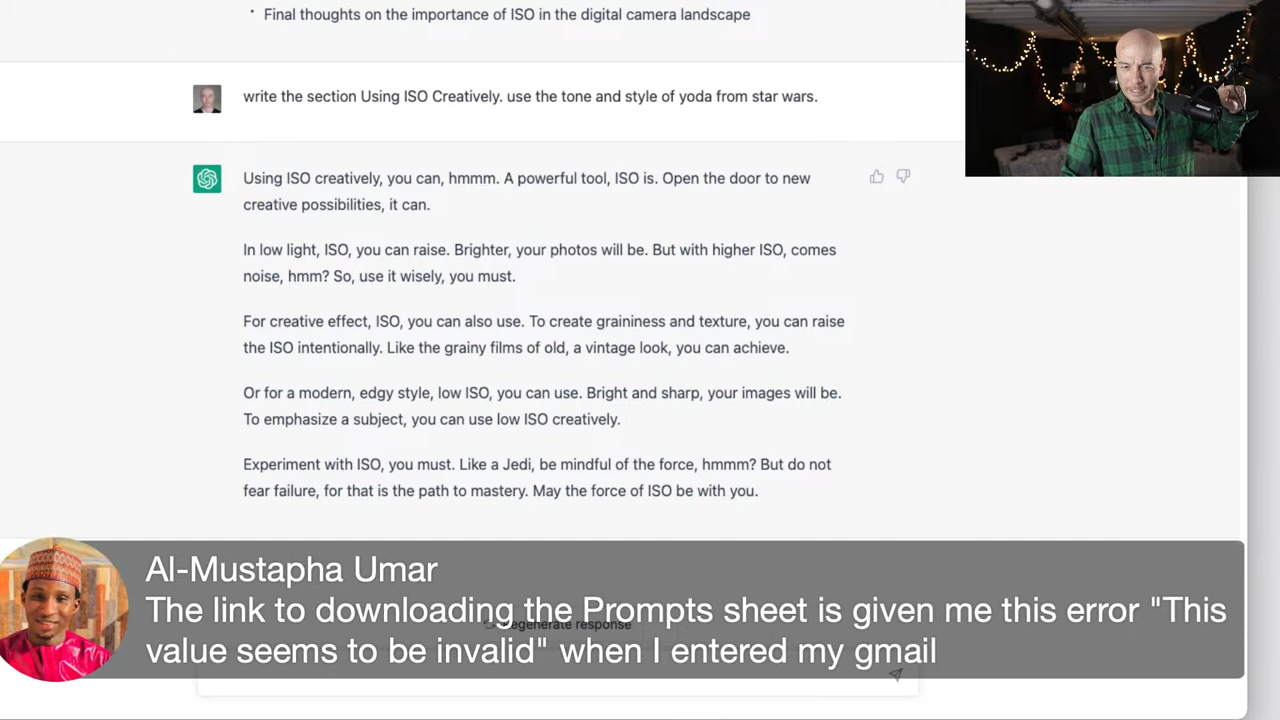 • Final thoughts on the importance of ISO in the digital camera landscape
write the section Using ISO Creatively. use the tone and style of yoda from star wars.
Using ISO creatively, you can, hmmm. A powerful tool, ISO is. Open the door to new
creative possibilities, it can.
In low light, ISO, you can raise. Brighter, your photos will be. But with higher ISO, comes
noise, hmm? So, use it wisely, you must.
For creative effect, ISO, you can also use. To create graininess and texture, you can raise
the ISO intentionally. Like the grainy films of old, a vintage look, you can achieve.
Or for a modern, edgy style, low ISO, you can use. Bright and sharp, your images will be.
To emphasize a subject, you can use low ISO creatively.
Experiment with ISO, you must. Like a Jedi, be mindful of the force, hmmm? But do not
fear failure, for that is the path to mastery. May the force of ISO be with you.
Al-Mustapha Umar
The link to downloading the Prompts sheet is given me this error "This
value seems to be invalid" when I entered my gmail
Regenerate response